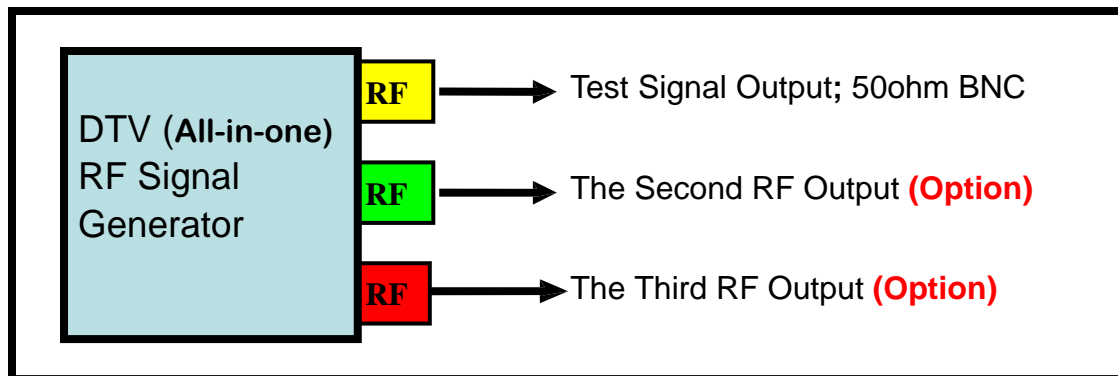 DTV (All-in-one)
RF Signal
Generator
RF
Test Signal Output; 50ohm BNC
RF
The Second RF Output (Option)
RF
The Third RF Output (Option)